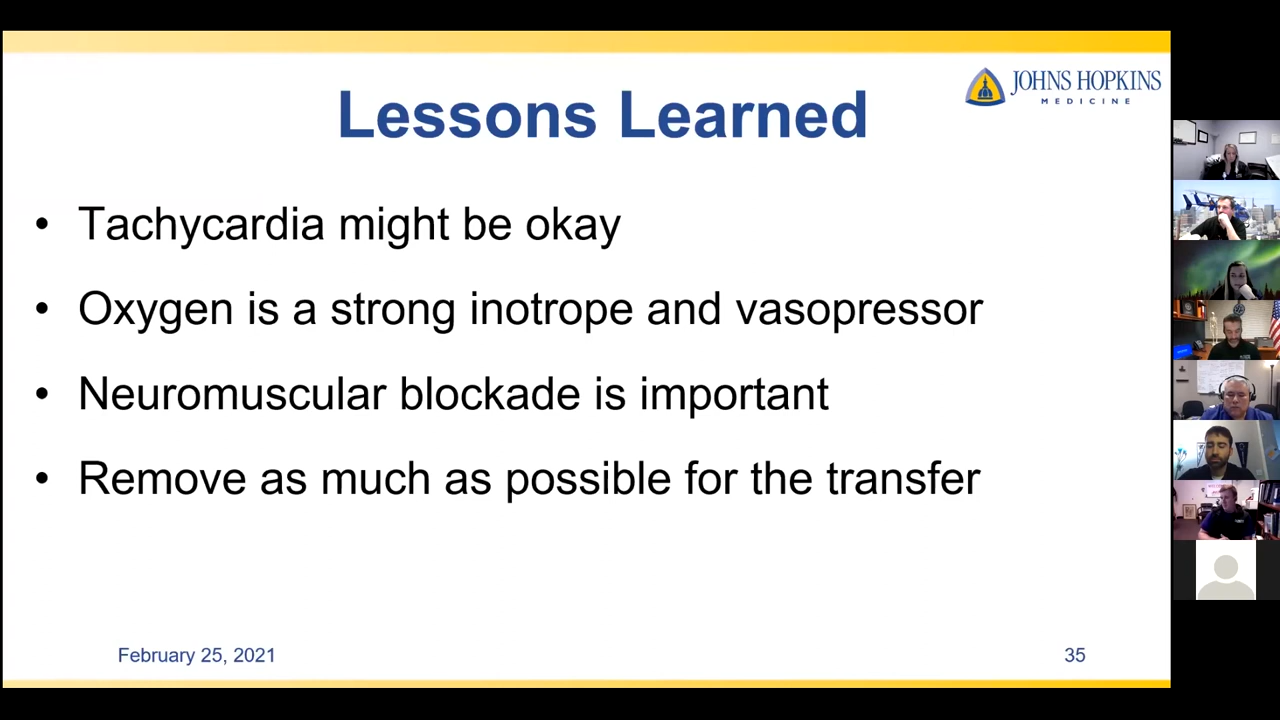 JOHNS HOPKINS
MEDICINE
Lessons Learned
• Tachycardia might be okay
• Oxygen is a strong inotrope and vasopressor
• Neuromuscular blockade is important
• Remove as much as possible for the transfer
February 25, 2021
35